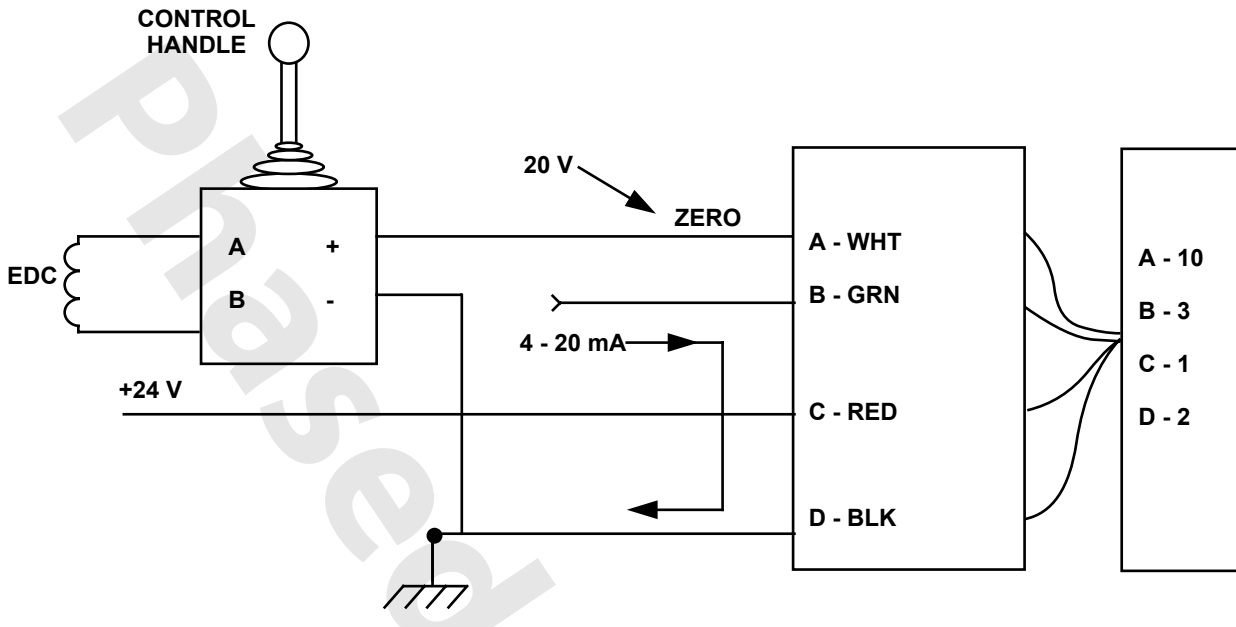 CONTROL
HANDLE
20 V
ZERO
A +
B -
EDC
+24 V
4 - 20 mA
A - WHT
B - GRN
C - RED
D - BLK
A - 10
B - 3
C - 1
D - 2
Phased